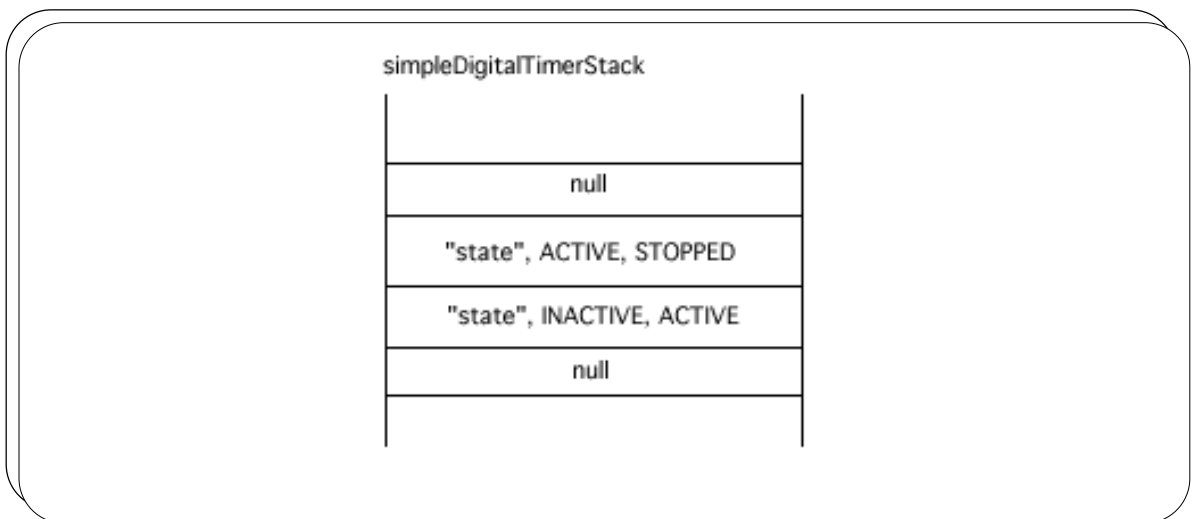 simpleDigitalTimerStack
null
"state", ACTIVE, STOPPED
"state", INACTIVE, ACTIVE
null